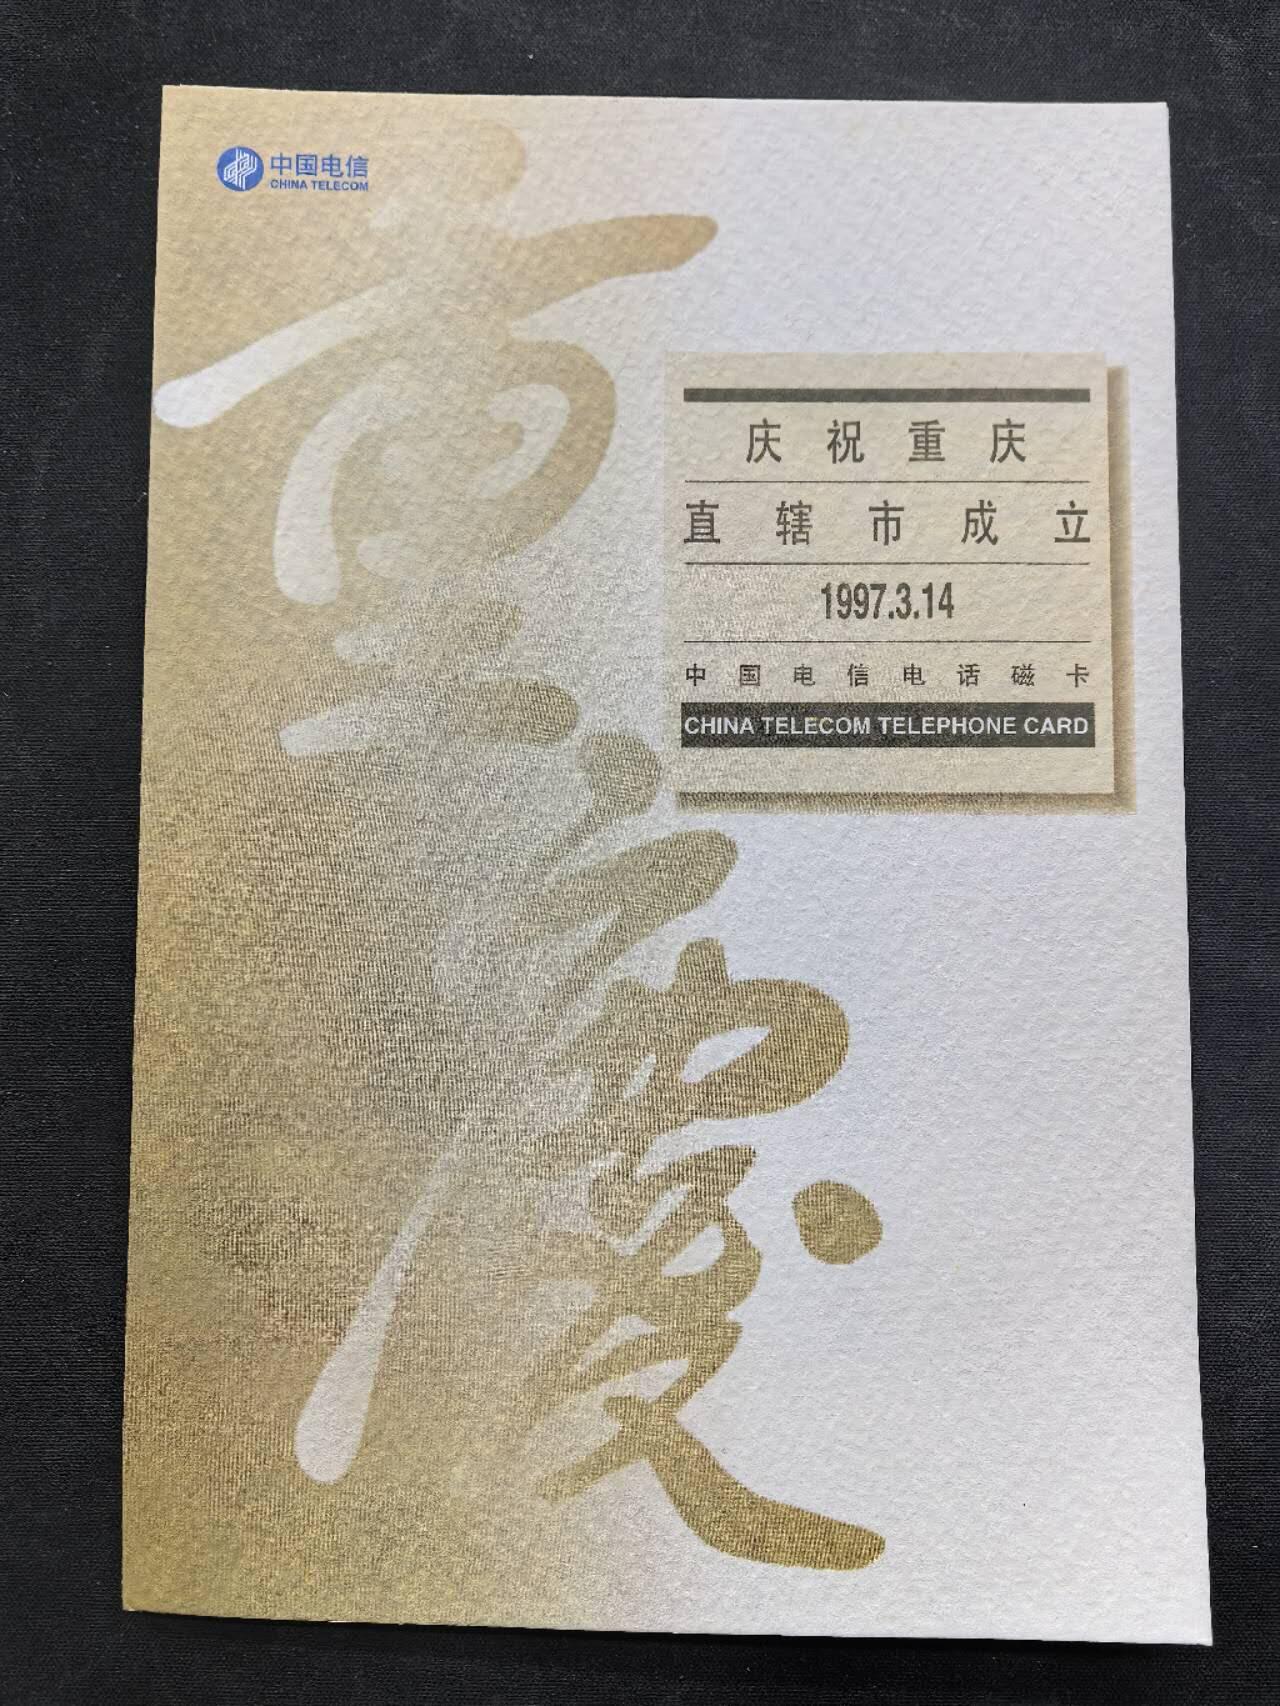 中国电信
CHINA TELECOM
重慶
庆祝重庆
直辖市成立
1997.3.14
中国电信电话磁卡
CHINA TELECOM TELEPHONE CARD